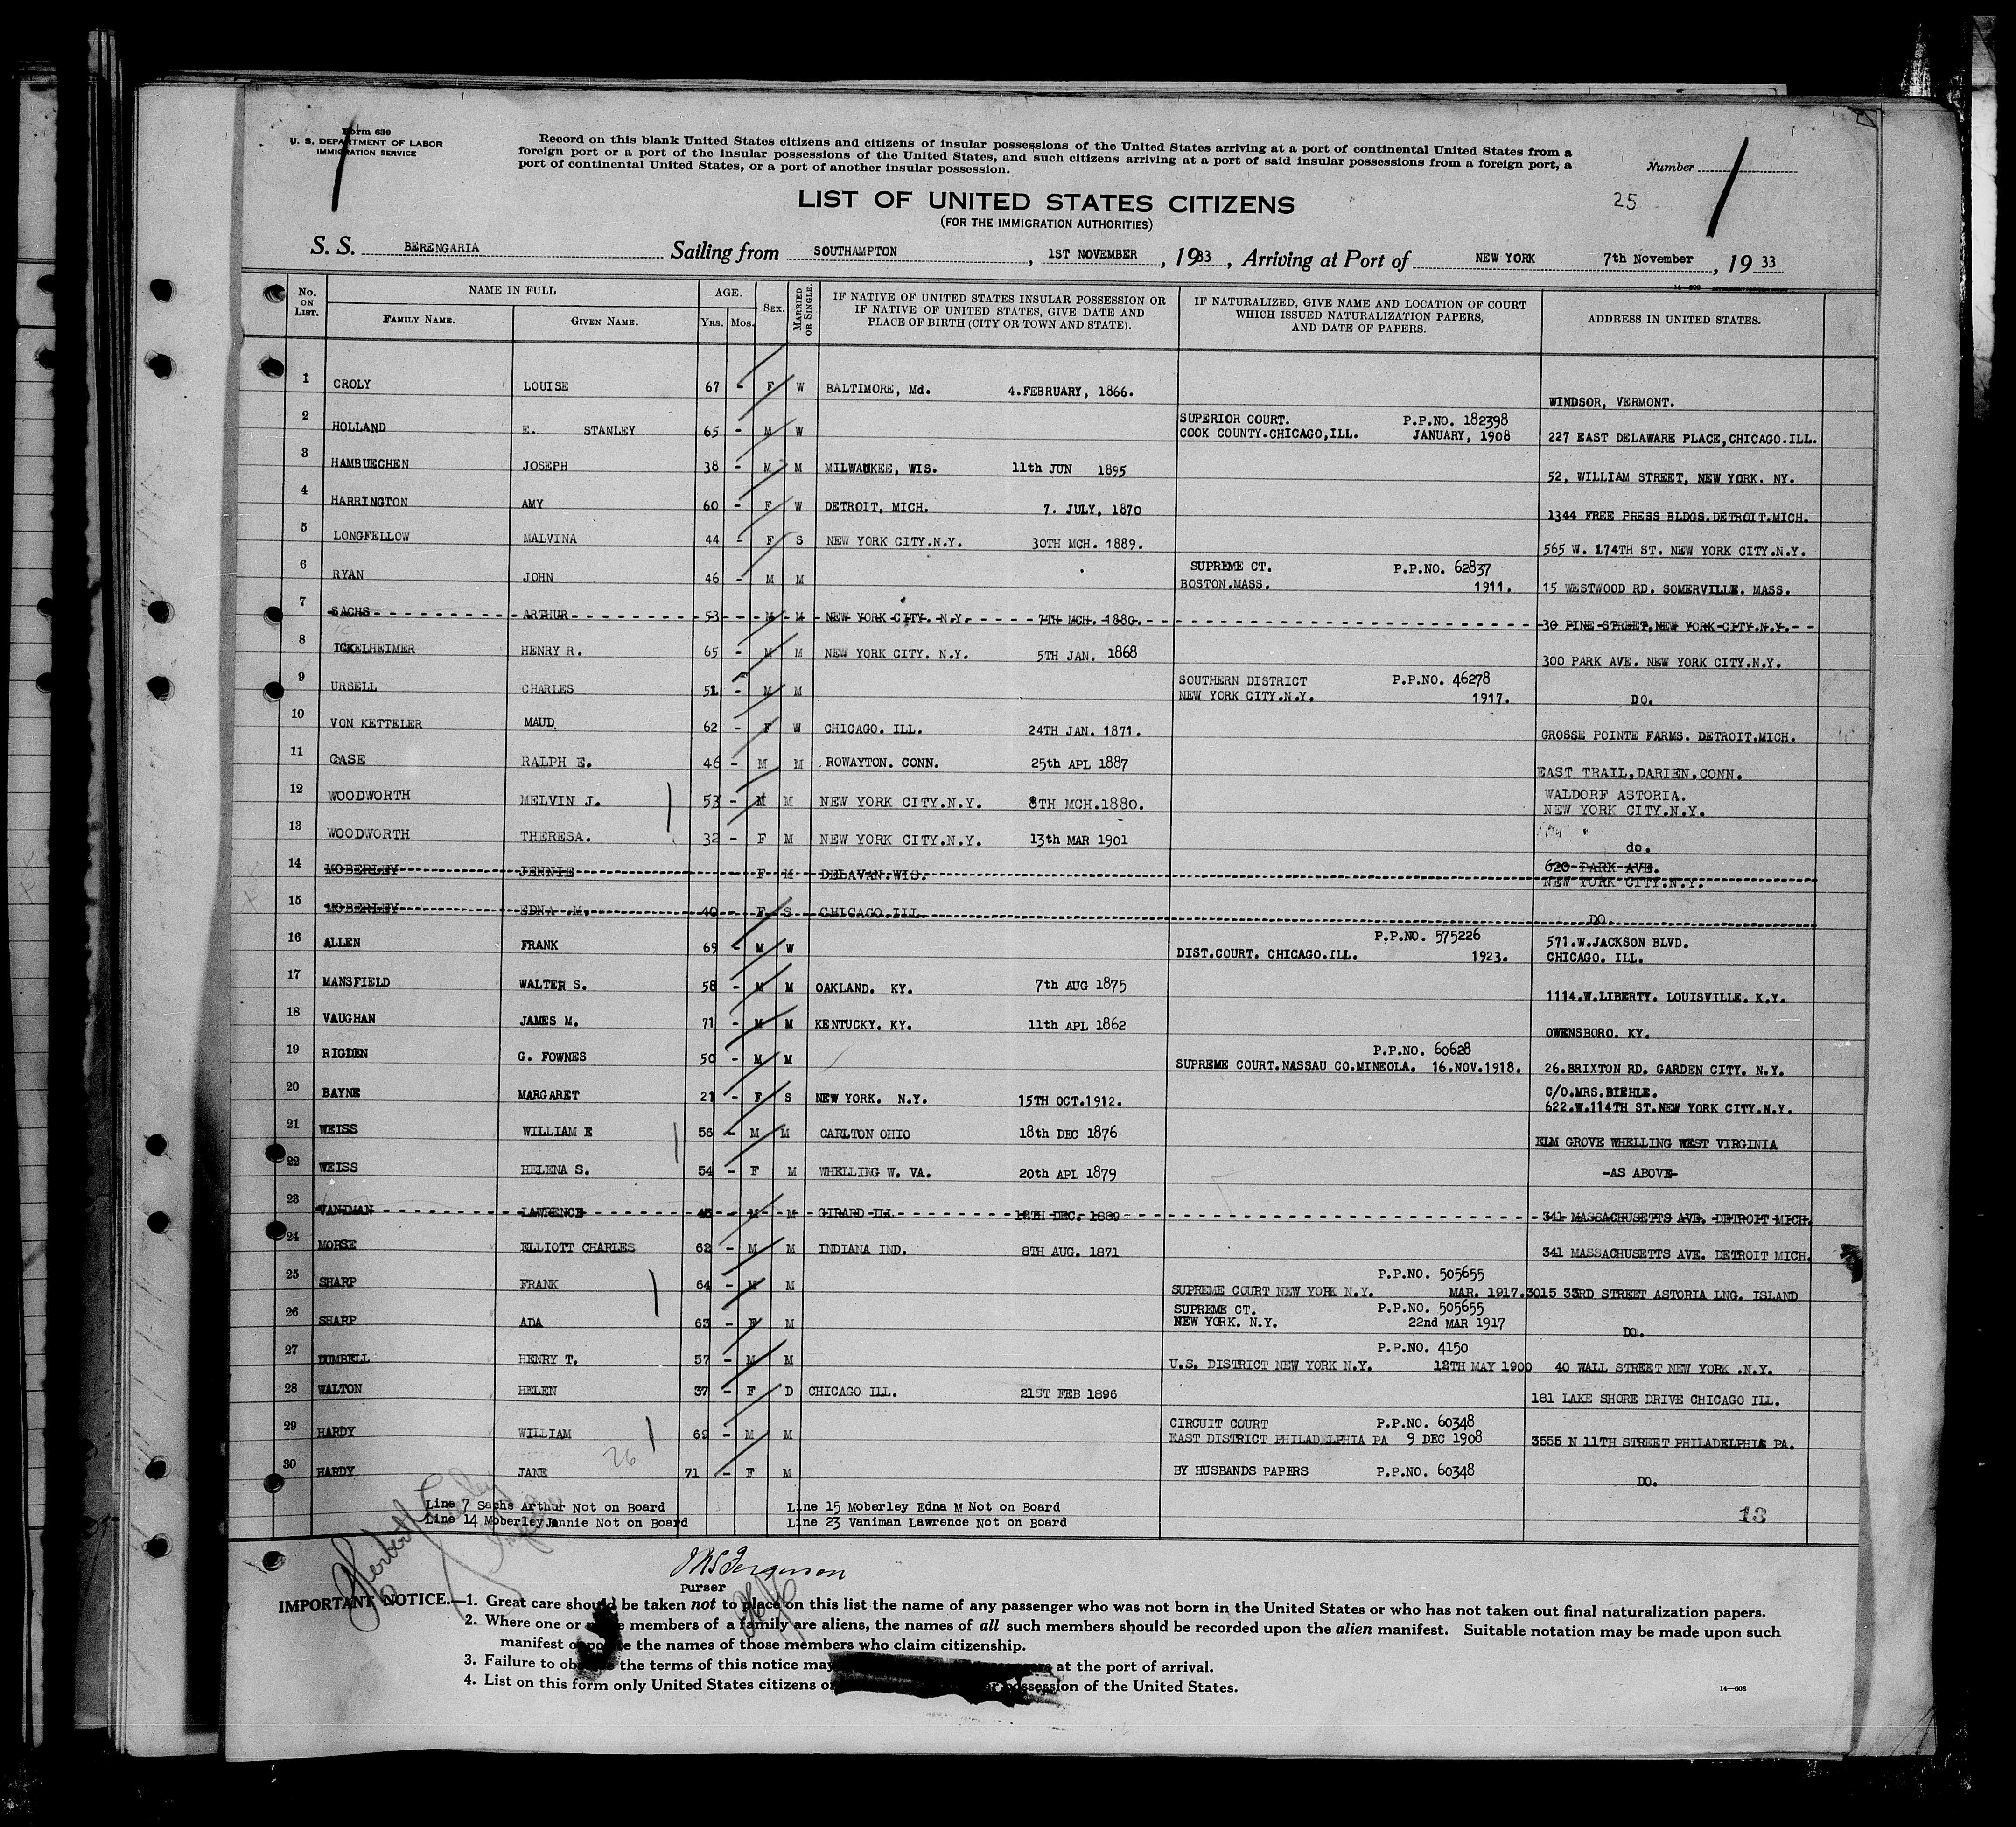 Form 630
U. S. DEPARTMENT OF LABOR
IMMIGRATION SERVICE
Record on this blank United States citizens and citizens of insular possessions of the United States arriving at a port of continental United States from a
foreign port or a port of the insular possessions of the United States, and such citizens arriving at a port of said insular possessions from a foreign port, a
port of continental United States, or a port of another insular possession.
Number
25
LIST OF UNITED STATES CITIZENS
(FOR THE IMMIGRATION AUTHORITIES)
S. S. BERENGARIA Sailing from SOUTHAMPTON, 1ST NOVEMBER, 1933, Arriving at Port of NEW YORK 7th November, 19 33
No. ON LIST. NAME IN FULL FAMILY NAME. GIVEN NAME. AGE. YRS. MOS. SEX. MARRIED OR SINGLE. IF NATIVE OF UNITED STATES INSULAR POSSESSION OR IF NATIVE OF UNITED STATES, GIVE DATE AND PLACE OF BIRTH (CITY OR TOWN AND STATE). IF NATURALIZED, GIVE NAME AND LOCATION OF COURT WHICH ISSUED NATURALIZATION PAPERS, AND DATE OF PAPERS. ADDRESS IN UNITED STATES.
1 CROLY LOUISE 67 - F W BALTIMORE, Md. 4.FEBRUARY, 1866. WINDSOR, VERMONT.
2 HOLLAND E. STANLEY 65 - M W SUPERIOR COURT. P.P.NO. 182398 COOK COUNTY.CHICAGO,ILL. JANUARY, 1908 227 EAST DELAWARE PLACE,CHICAGO.ILL.
3 HAMBUECHEN JOSEPH 38 - M M MILWAUKEE, WIS. 11th JUN 1895 52, WILLIAM STREET, NEW YORK. NY.
4 HARRINGTON AMY 60 - F W DETROIT, MICH. 7. JULY, 1870 1344 FREE PRESS BLDGS.DETROIT.MICH.
5 LONGFELLOW MALVINA 44 - F S NEW YORK CITY.N.Y. 30TH MCH. 1889. 565 W. 174TH ST. NEW YORK CITY.N.Y.
6 RYAN JOHN 46 - M M SUPREME CT. P.P.NO. 62837 BOSTON.MASS. 1911. 15 WESTWOOD RD. SOMERVILLE. MASS.
7 SACHS ARTHUR 53 - M M NEW YORK CITY. N.Y. 7TH MCH. 1880. 30 PINE STREET,NEW YORK CITY.N.Y.
8 ICKELHEIMER HENRY R. 65 - M M NEW YORK CITY. N.Y. 5TH JAN. 1868 300 PARK AVE. NEW YORK CITY.N.Y.
9 URSELL CHARLES 51 - M M SOUTHERN DISTRICT P.P.NO. 46278 NEW YORK CITY.N.Y. 1917. DO.
10 VON KETTELER MAUD 62 - F W CHICAGO. ILL. 24TH JAN. 1871. GROSSE POINTE FARMS. DETROIT.MICH.
11 CASE RALPH E. 46 - M M ROWAYTON. CONN. 25th APL 1887 EAST TRAIL,DARIEN.CONN.
12 WOODWORTH MELVIN J. 53 - M M NEW YORK CITY.N.Y. 8TH MCH.1880. WALDORF ASTORIA. NEW YORK CITY.N.Y.
13 WOODWORTH THERESA. 32 - F M NEW YORK CITY.N.Y. 13th MAR 1901 do.
14 MOBERLEY JENNIE - F M DELAVAN.WIS. 620 PARK AVE. NEW YORK CITY.N.Y.
15 MOBERLEY EDNA M. 40 - F S CHICAGO ILL. DO.
16 ALLEN FRANK 69 - M W P.P.NO. 575226 DIST.COURT. CHICAGO.ILL. 1923. 571.W.JACKSON BLVD. CHICAGO. ILL.
17 MANSFIELD WALTER S. 58 - M M OAKLAND. KY. 7th AUG 1875 1114.W.LIBERTY. LOUISVILLE. K.Y.
18 VAUGHAN JAMES M. 71 - M M KENTUCKY. KY. 11th APL 1862 OWENSBORO. KY.
19 RIGDEN G. FOWNES 50 - M M P.P.NO. 60628 SUPREME COURT.NASSAU CO.MINEOLA. 16.NOV.1918. 26.BRIXTON RD. GARDEN CITY. N.Y.
20 BAYNE MARGARET 21 - F S NEW YORK. N.Y. 15TH OCT.1912. C/O.MRS.BIEHLE. 622.W.114TH ST.NEW YORK CITY.N.Y.
21 WEISS WILLIAM E 56 - M M CARLTON OHIO 18th DEC 1876 ELM GROVE WHELLING WEST VIRGINIA
22 WEISS HELENA S. 54 - F M WHELLING W. VA. 20th APL 1879 -AS ABOVE-
23 VANIMAN LAWRENCE 43 - M M GIRARD ILL 12TH DEC. 1889 341 MASSACHUSETTS AVE. DETROIT MICH.
24 MORSE ELLIOTT CHARLES 62 - M M INDIANA IND. 8TH AUG. 1871 341 MASSACHUSETTS AVE. DETROIT MICH.
25 SHARP FRANK 64 - M M P.P.NO. 505655 SUPREME COURT NEW YORK N.Y. MAR. 1917. 3015 33RD STREET ASTORIA LNG. ISLAND
26 SHARP ADA 63 - F M SUPREME CT. P.P.NO. 505655 NEW YORK. N.Y. 22nd MAR 1917 DO.
27 DUMBELL HENRY T. 57 - M M P.P.NO. 4150 U.S. DISTRICT NEW YORK N.Y. 12TH MAY 1900 40 WALL STREET NEW YORK .N.Y.
28 WALTON HELEN 37 - F D CHICAGO ILL. 21ST FEB 1896 181 LAKE SHORE DRIVE CHICAGO ILL.
29 HARDY WILLIAM 69 - M M CIRCUIT COURT P.P.NO. 60348 EAST DISTRICT PHILADELPHIA PA 9 DEC 1908 3555 N 11TH STREET PHILADELPHIA PA.
26
30 HARDY JANE 71 - F M BY HUSBANDS PAPERS P.P.NO. 60348 DO.
Line 7 Sachs Arthur Not on Board Line 15 Moberley Edna M Not on Board
Line 14 Moberley Jennie Not on Board Line 23 Vaniman Lawrence Not on Board
13
Purser
IMPORTANT NOTICE.—1. Great care should be taken not to place on this list the name of any passenger who was not born in the United States or who has not taken out final naturalization papers.
2. Where one or members of a family are aliens, the names of all such members should be recorded upon the alien manifest. Suitable notation may be made upon such
manifest opposite the names of those members who claim citizenship.
3. Failure to the terms of this notice may at the port of arrival.
4. List on this form only United States citizens or possession of the United States.
14—608